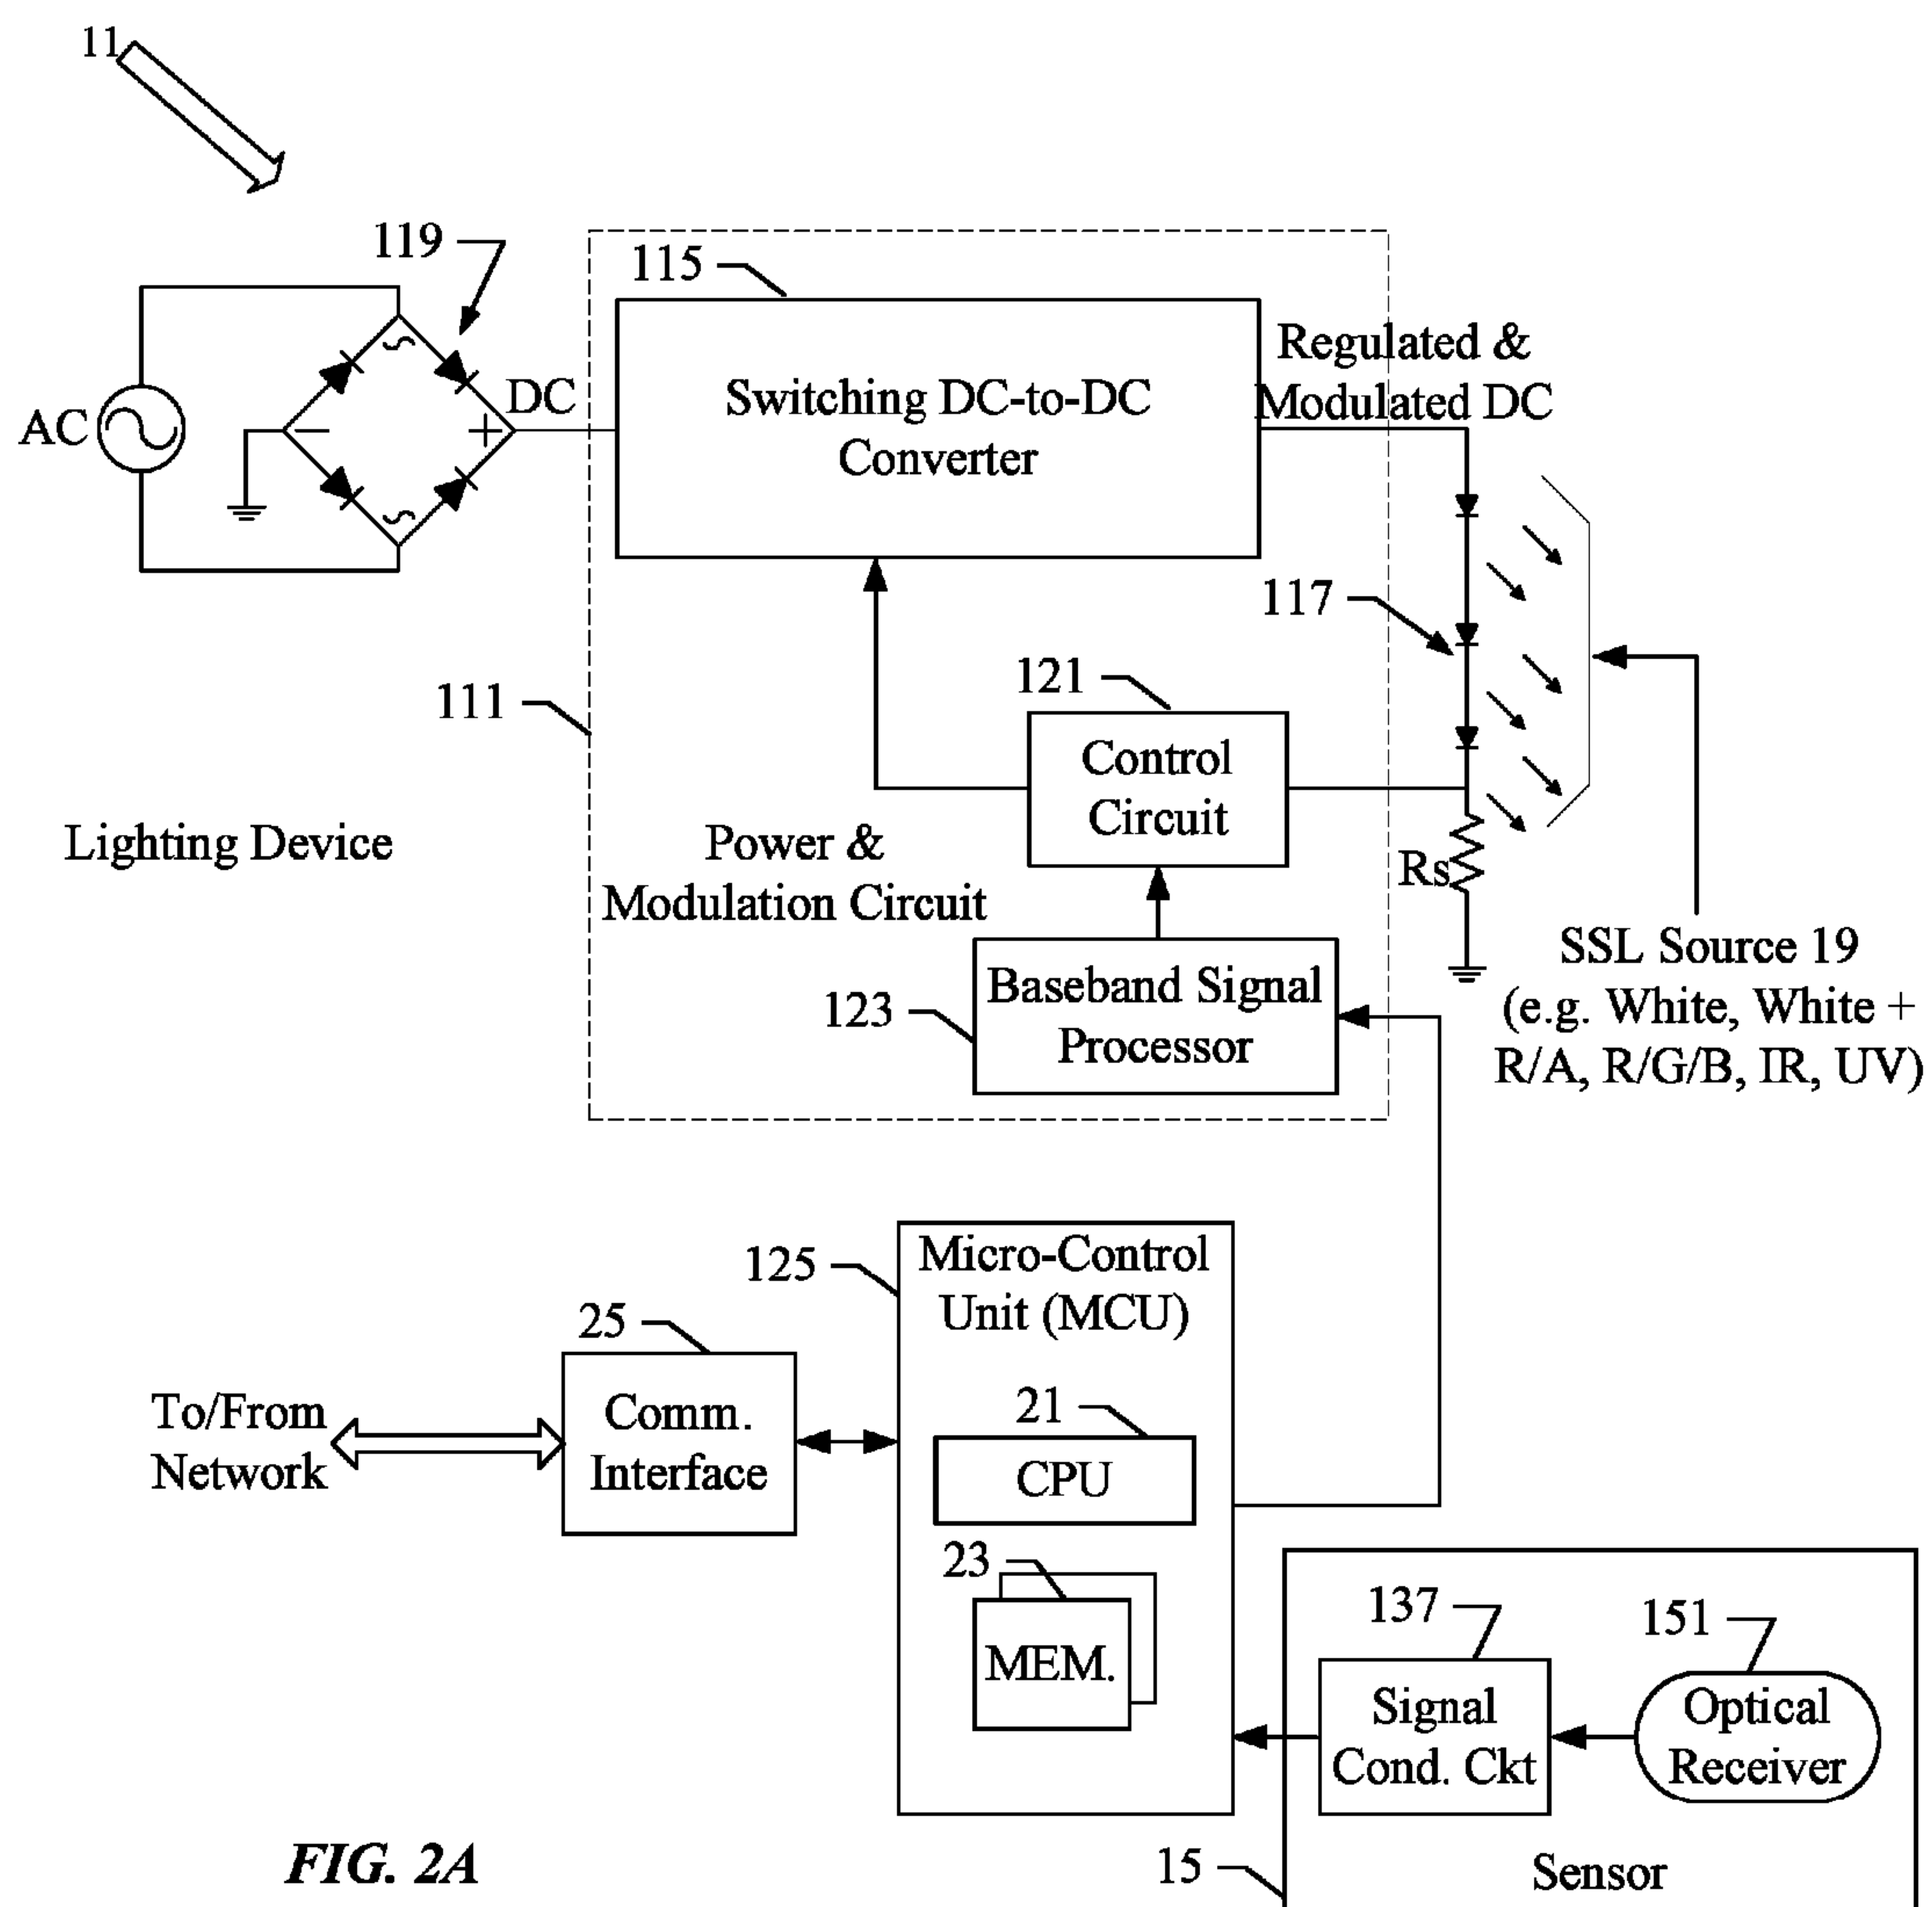 11
119
115
AC
DC
Switching DC-to-DC
Converter
Regulated &
Modulated DC
117
121
111
Control
Circuit
Lighting Device
Power &
Modulation Circuit
Rs
123
Baseband Signal
Processor
SSL Source 19
(e.g. White, White +
R/A, R/G/B, IR, UV)
125
Micro-Control
Unit (MCU)
25
To/From
Network
Comm.
Interface
21
CPU
23
MEM.
137
151
Signal
Cond. Ckt
Optical
Receiver
15
Sensor
FIG. 2A